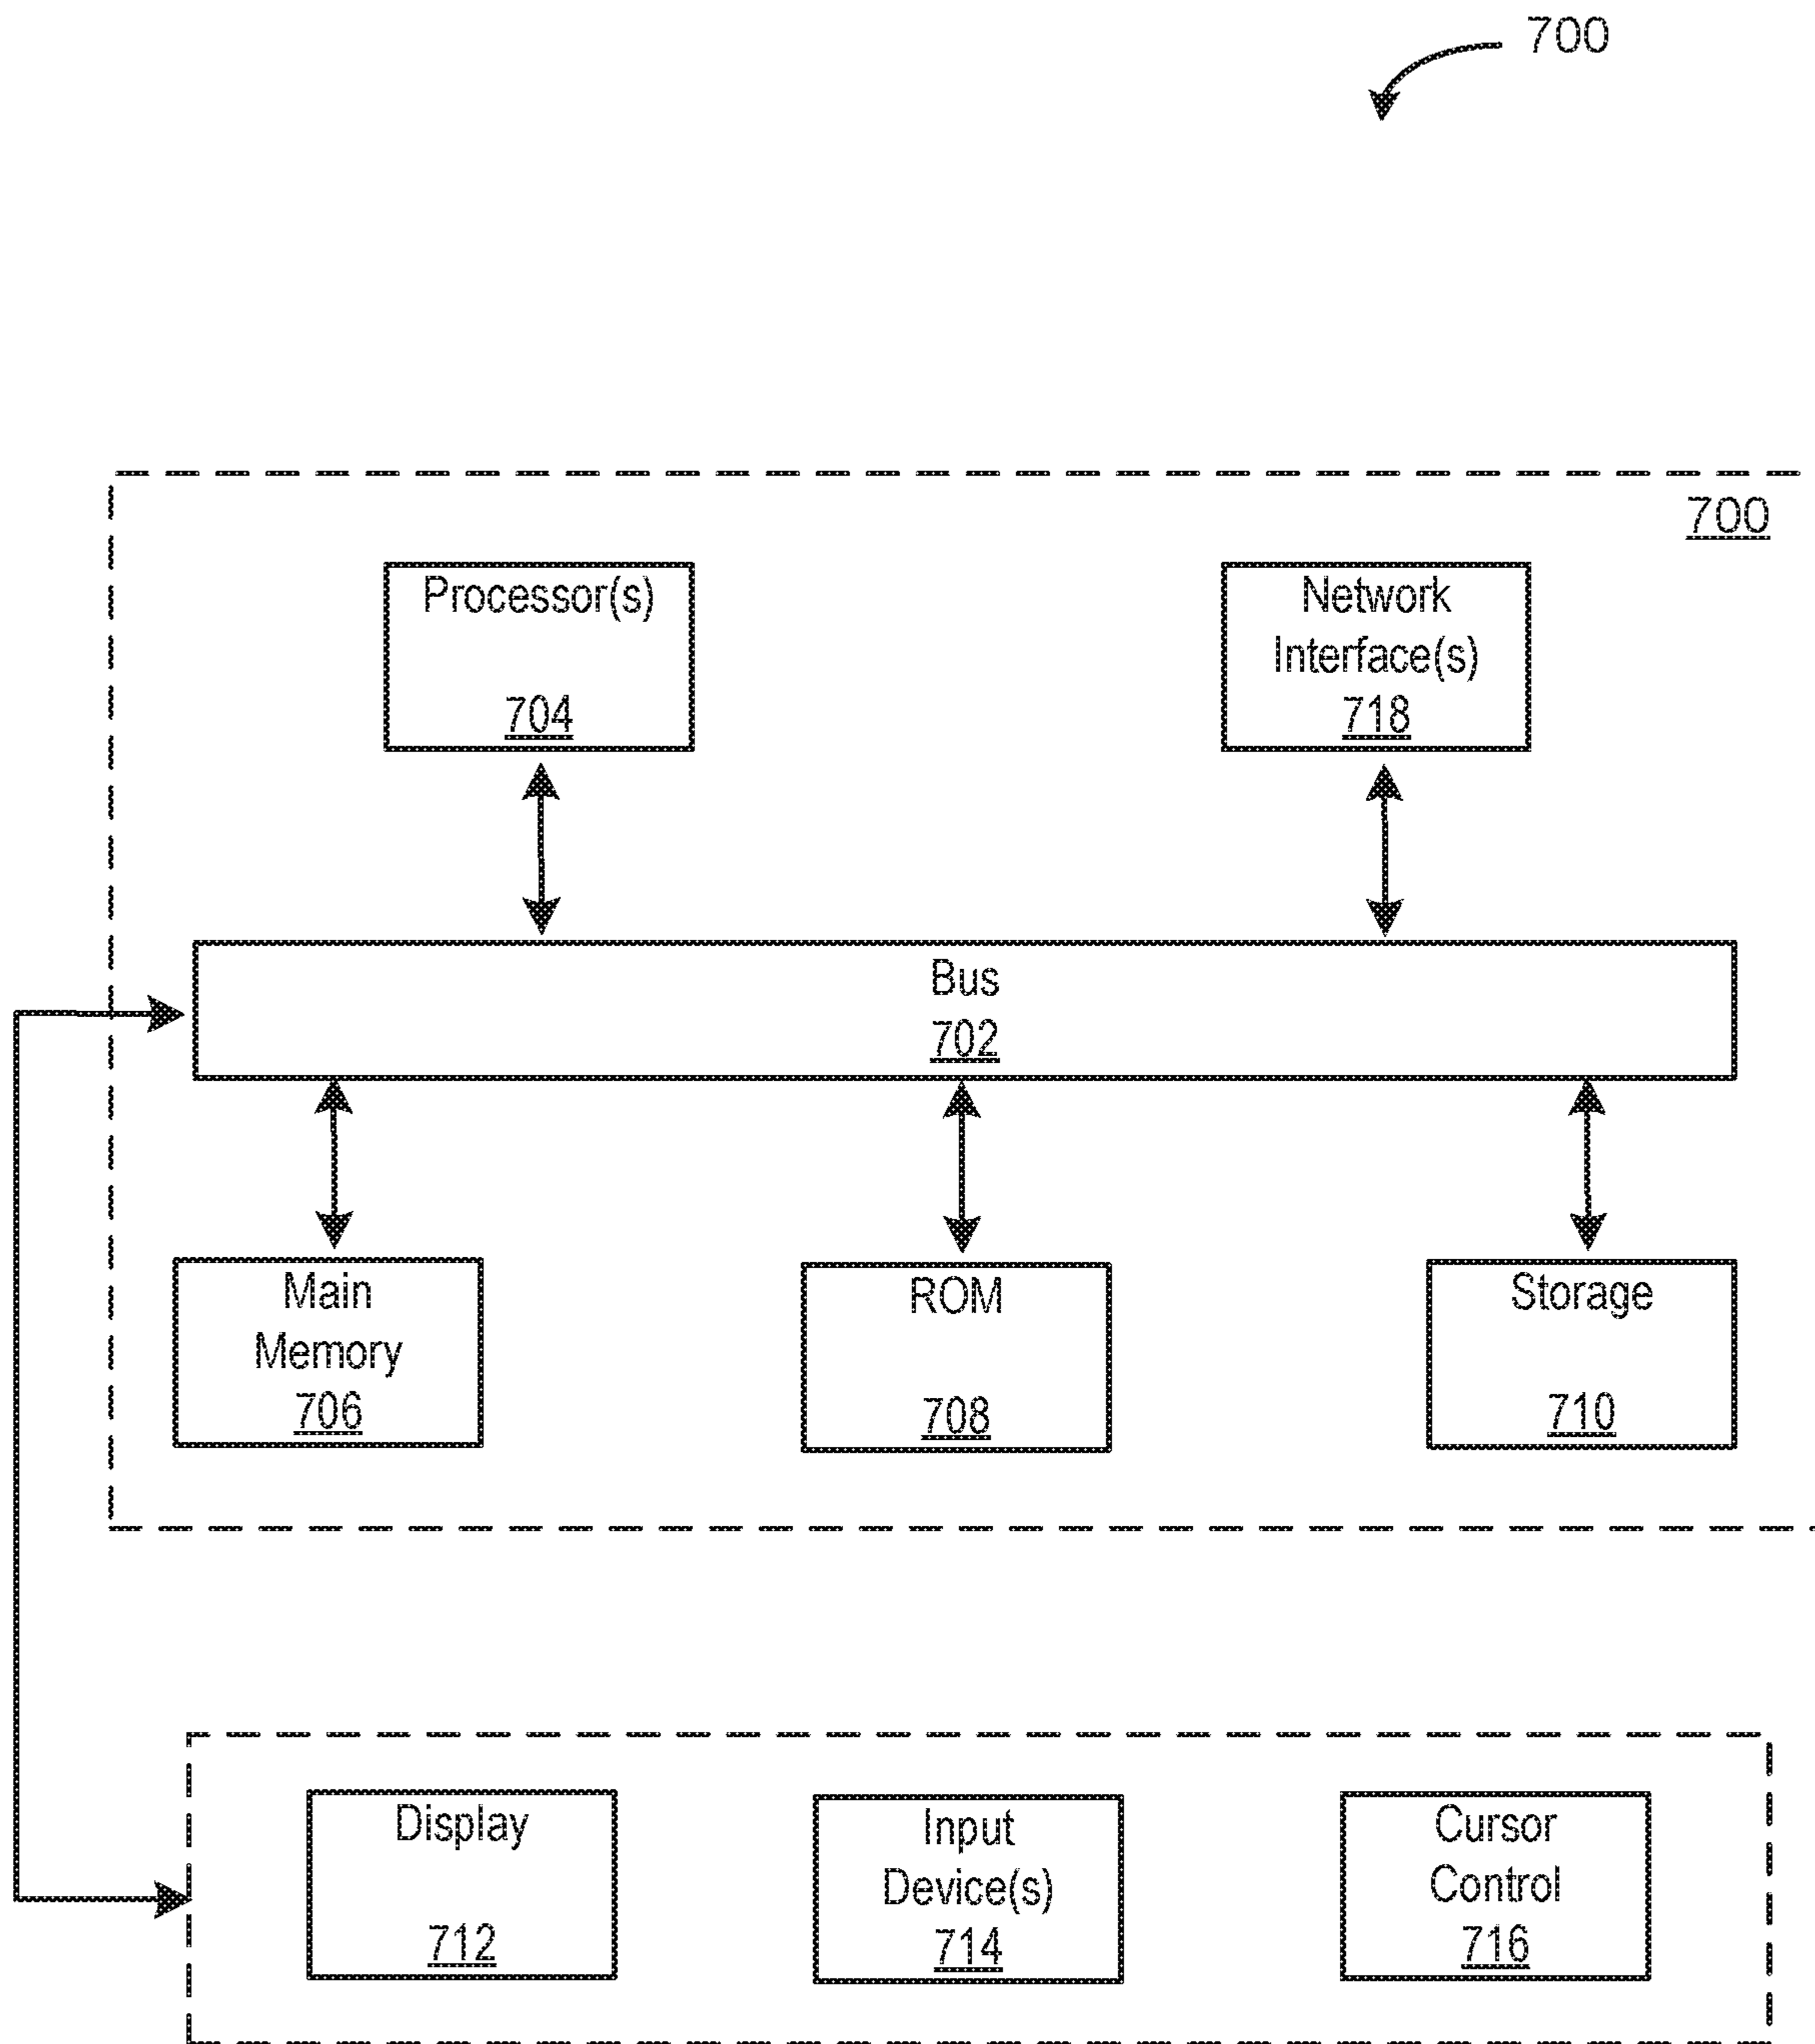 700
700
Processor(s)
704
Network
Interface(s)
718
Bus
702
Main
Memory
706
ROM
708
Storage
710
Display
712
Input
Device(s)
714
Cursor
Control
716